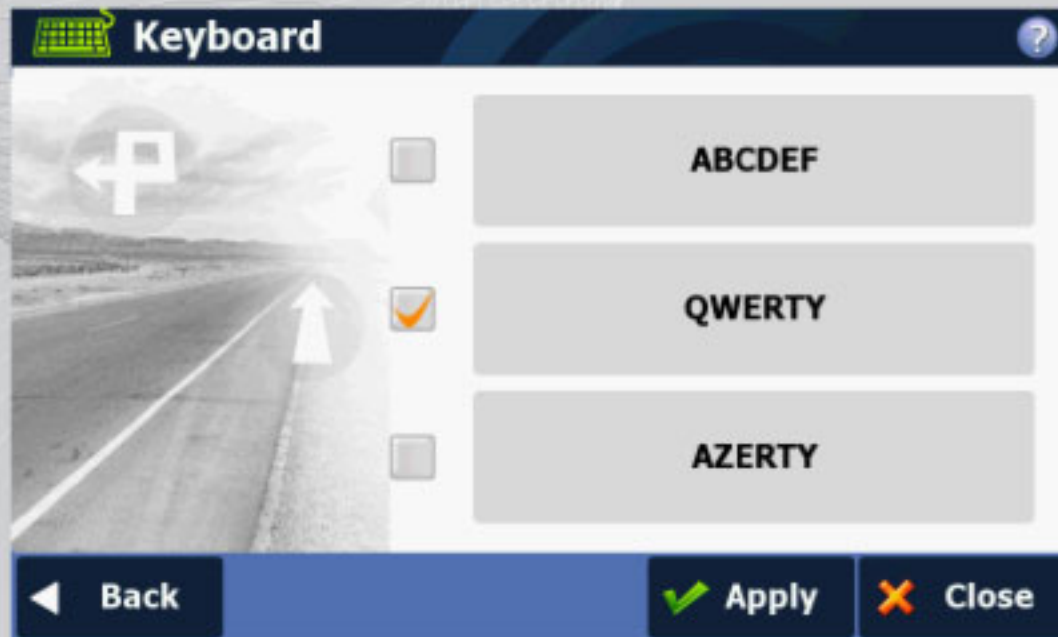 Keyboard
?
ABCDEF
QWERTY
AZERTY
Back
Apply
Close